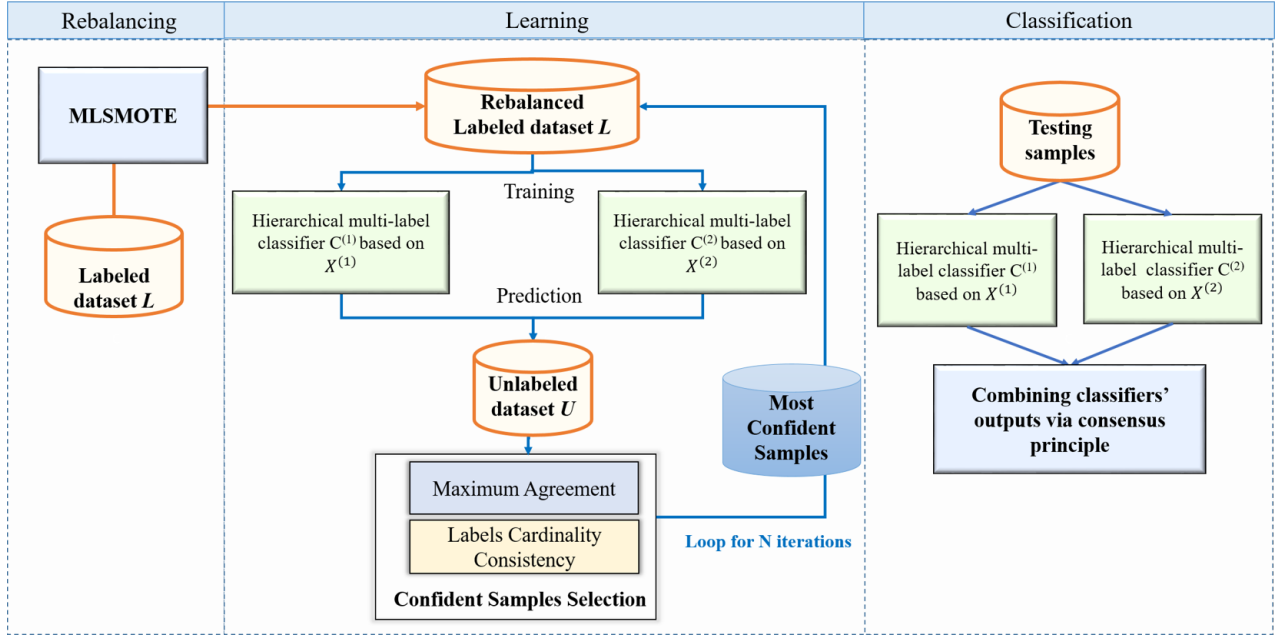 Rebalancing
Learning
Classification
MLSMOTE
Labeled
dataset L
Rebalanced
Labeled dataset L
Training
Hierarchical multi-label
classifier C⁽¹⁾ based on
X⁽¹⁾
Hierarchical multi-label
classifier C⁽²⁾ based on
X⁽²⁾
Prediction
Unlabeled
dataset U
Maximum Agreement
Labels Cardinality
Consistency
Confident Samples Selection
Most
Confident
Samples
Loop for N iterations
Testing
samples
Hierarchical multi-
label classifier C⁽¹⁾
based on X⁽¹⁾
Hierarchical multi-
label classifier C⁽²⁾
based on X⁽²⁾
Combining classifiers’
outputs via consensus
principle